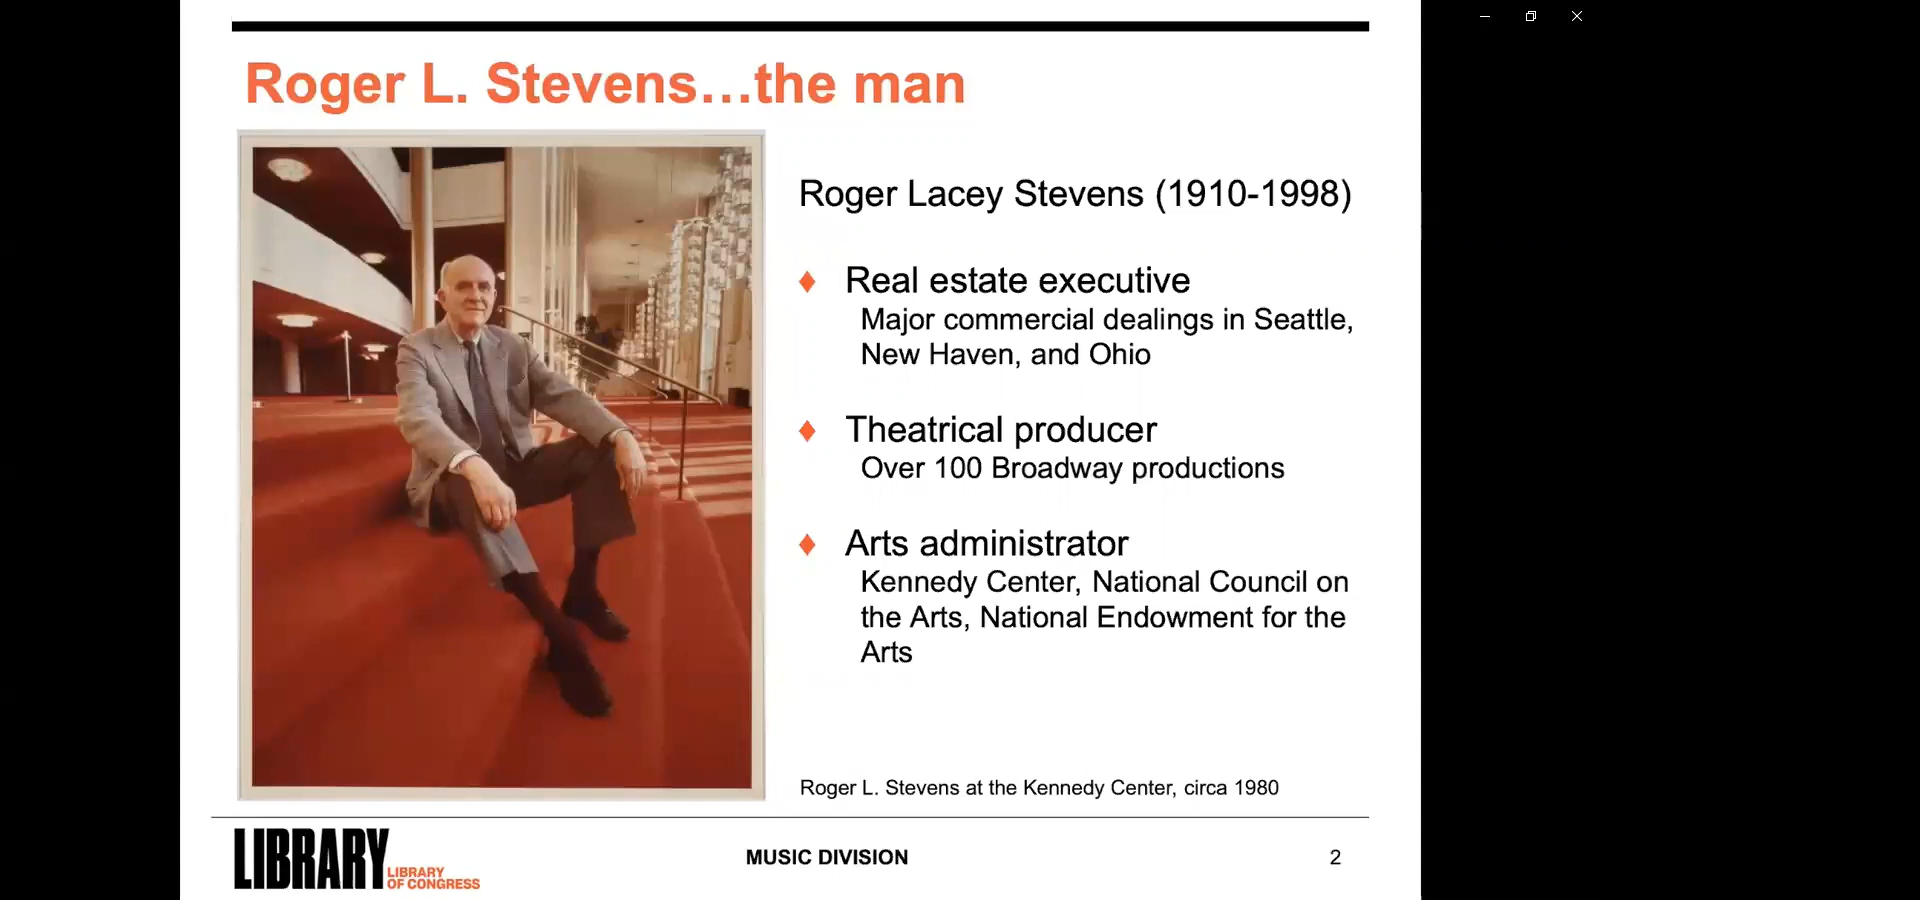 Roger L. Stevens...the man
Roger Lacey Stevens (1910-1998)
♦ Real estate executive
Major commercial dealings in Seattle,
New Haven, and Ohio
♦ Theatrical producer
Over 100 Broadway productions
♦ Arts administrator
Kennedy Center, National Council on
the Arts, National Endowment for the
Arts
Roger L. Stevens at the Kennedy Center, circa 1980
LIBRARY
LIBRARY
OF CONGRESS
MUSIC DIVISION
2